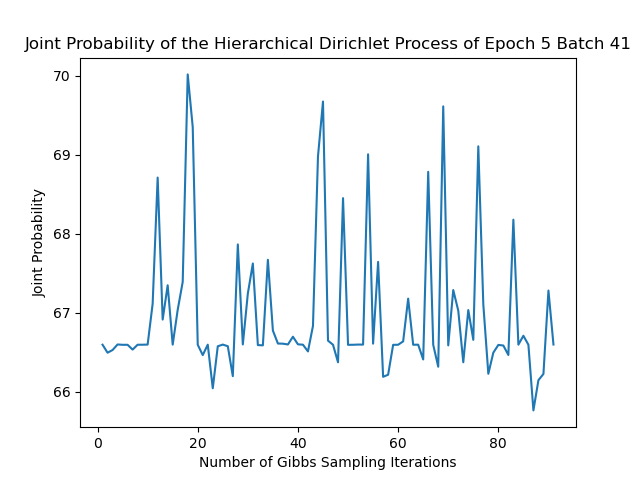 Joint Probability of the Hierarchical Dirichlet Process of Epoch 5 Batch 41
70
69
68
67
66
Joint Probability
0 20 40 60 80
Number of Gibbs Sampling Iterations